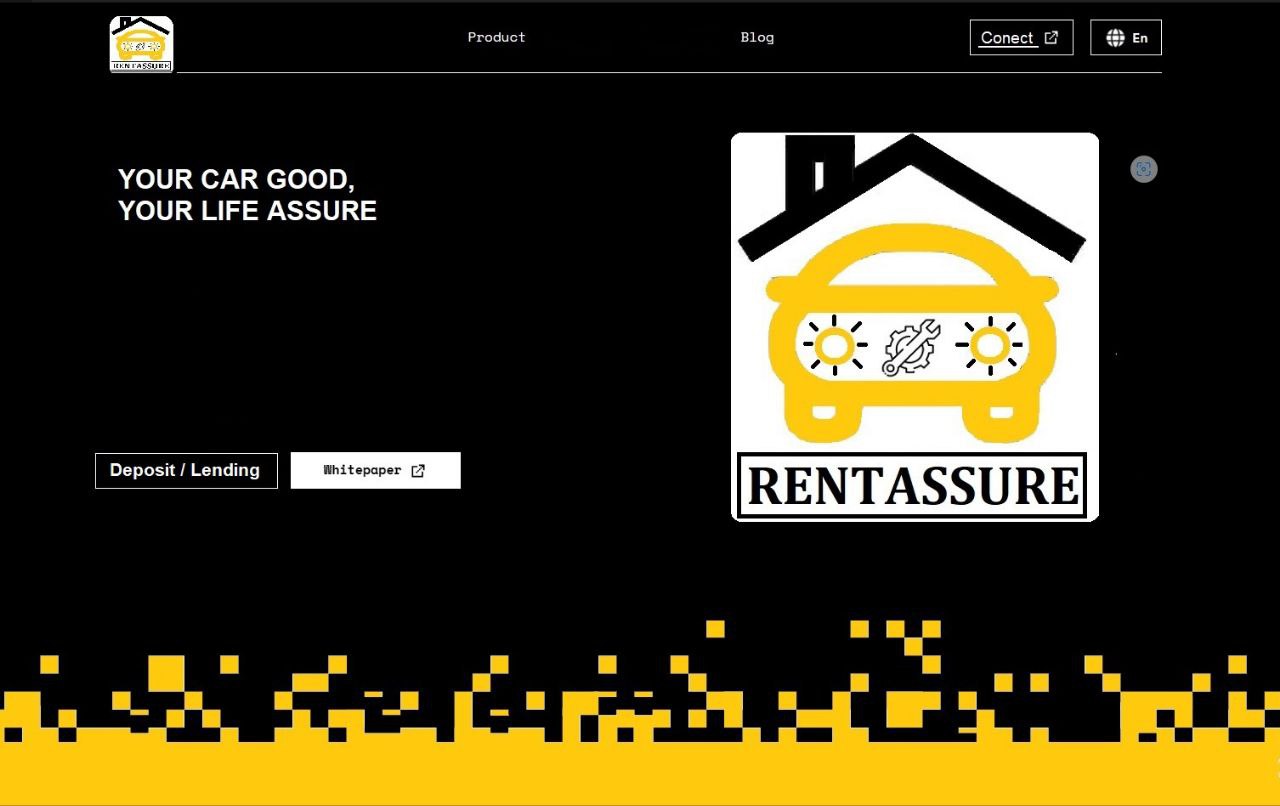 RENTASSURE
Product
Blog
Conect
En
YOUR CAR GOOD,
YOUR LIFE ASSURE
Deposit / Lending
Whitepaper
RENTASSURE